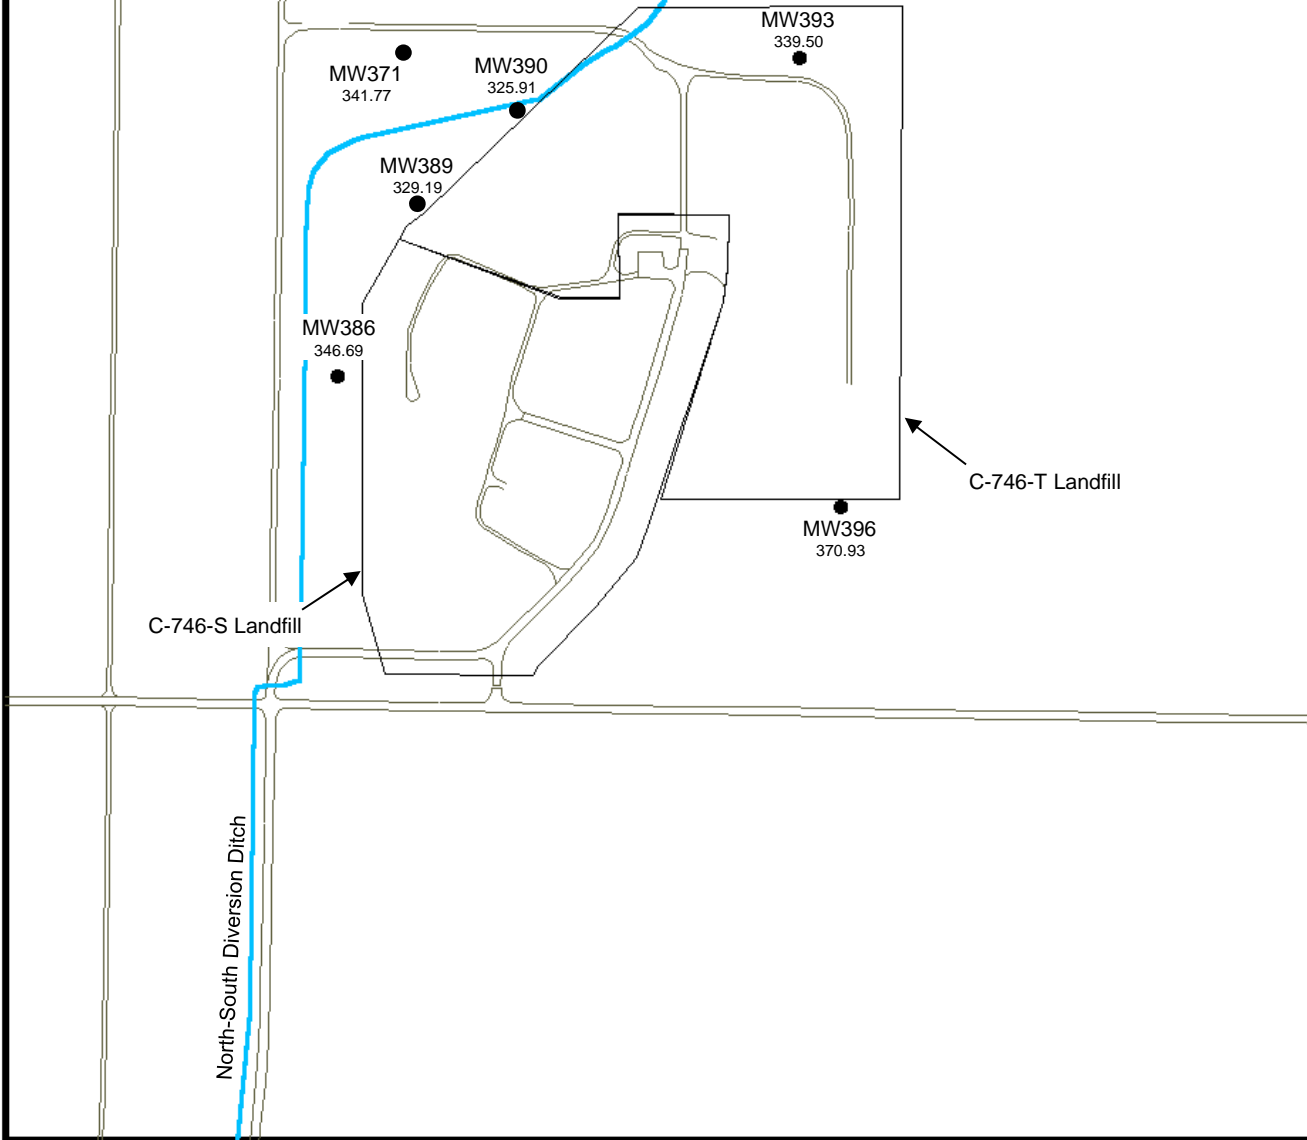 MW393
339.50
MW371
341.77
MW390
325.91
MW389
329.19
MW386
346.69
C-746-T Landfill
MW396
370.93
C-746-S Landfill
North-South Diversion Ditch